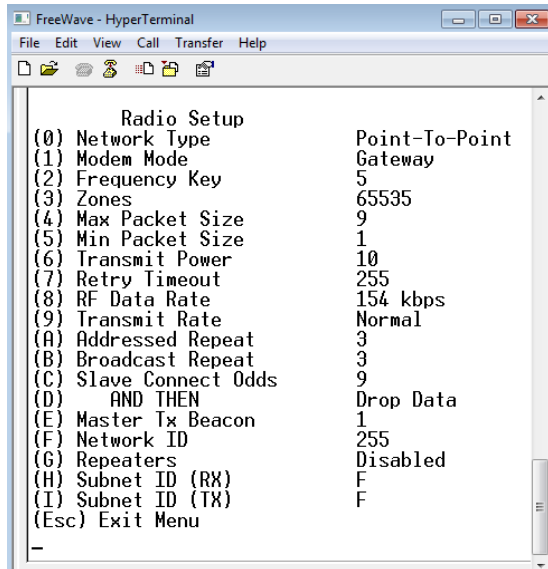 FreeWave - HyperTerminal
File Edit View Call Transfer Help
Radio Setup
(0) Network Type Point-To-Point
(1) Modem Mode Gateway
(2) Frequency Key 5
(3) Zones 65535
(4) Max Packet Size 9
(5) Min Packet Size 1
(6) Transmit Power 10
(7) Retry Timeout 255
(8) RF Data Rate 154 kbps
(9) Transmit Rate Normal
(A) Addressed Repeat 3
(B) Broadcast Repeat 3
(C) Slave Connect Odds 9
(D) AND THEN Drop Data
(E) Master Tx Beacon 1
(F) Network ID 255
(G) Repeaters Disabled
(H) Subnet ID (RX) F
(I) Subnet ID (TX) F
(Esc) Exit Menu